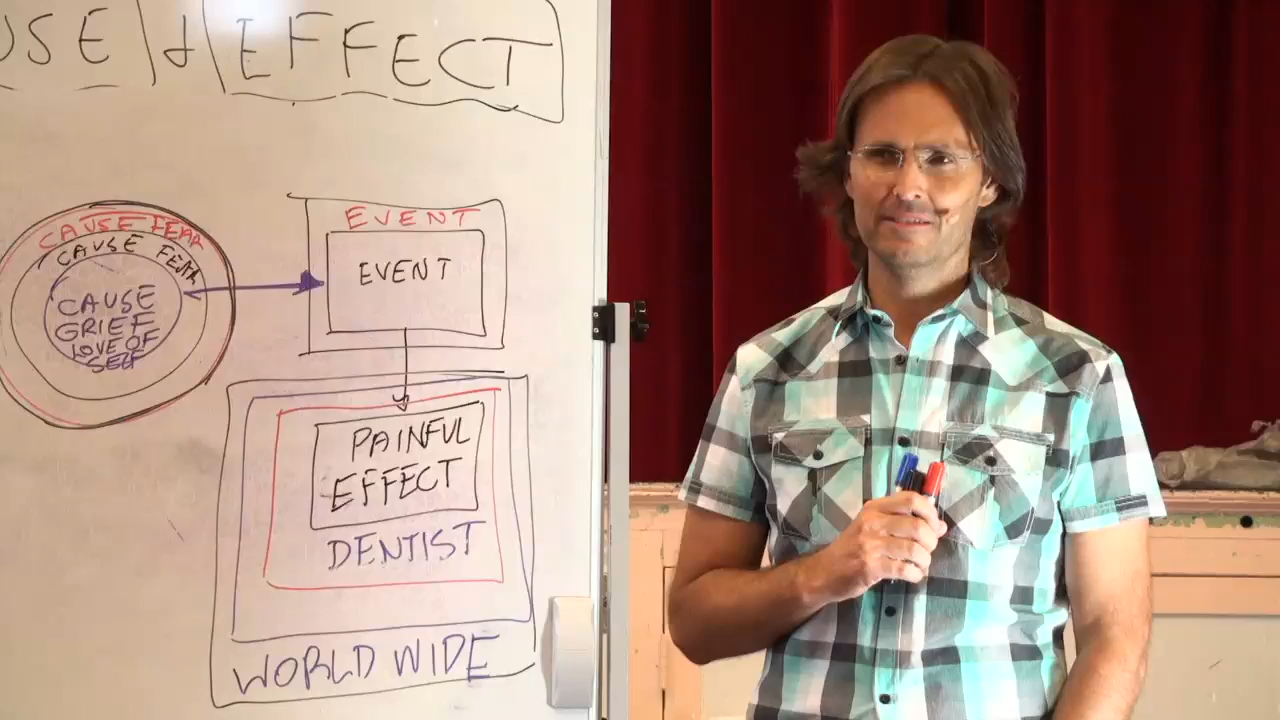 USE & EFFECT
CAUSE FEAR
CAUSE FEAR
CAUSE
GRIEF
LOVE OF
SELF
EVENT
EVENT
PAINFUL
EFFECT
DENTIST
WORLD WIDE